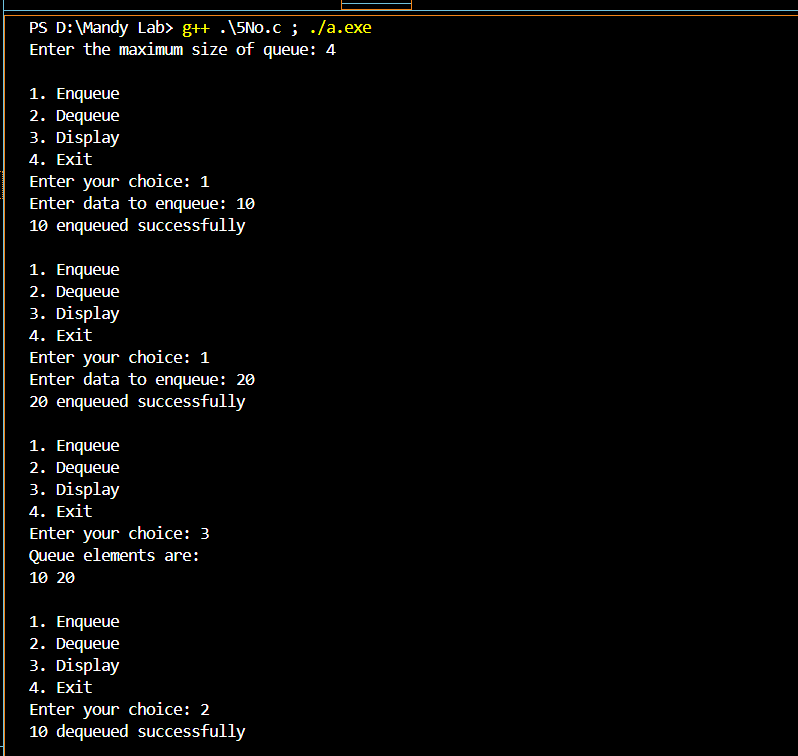 PS D:\Mandy Lab> g++ .\5No.c ; ./a.exe
Enter the maximum size of queue: 4
1. Enqueue
2. Dequeue
3. Display
4. Exit
Enter your choice: 1
Enter data to enqueue: 10
10 enqueued successfully
1. Enqueue
2. Dequeue
3. Display
4. Exit
Enter your choice: 1
Enter data to enqueue: 20
20 enqueued successfully
1. Enqueue
2. Dequeue
3. Display
4. Exit
Enter your choice: 3
Queue elements are:
10 20
1. Enqueue
2. Dequeue
3. Display
4. Exit
Enter your choice: 2
10 dequeued successfully